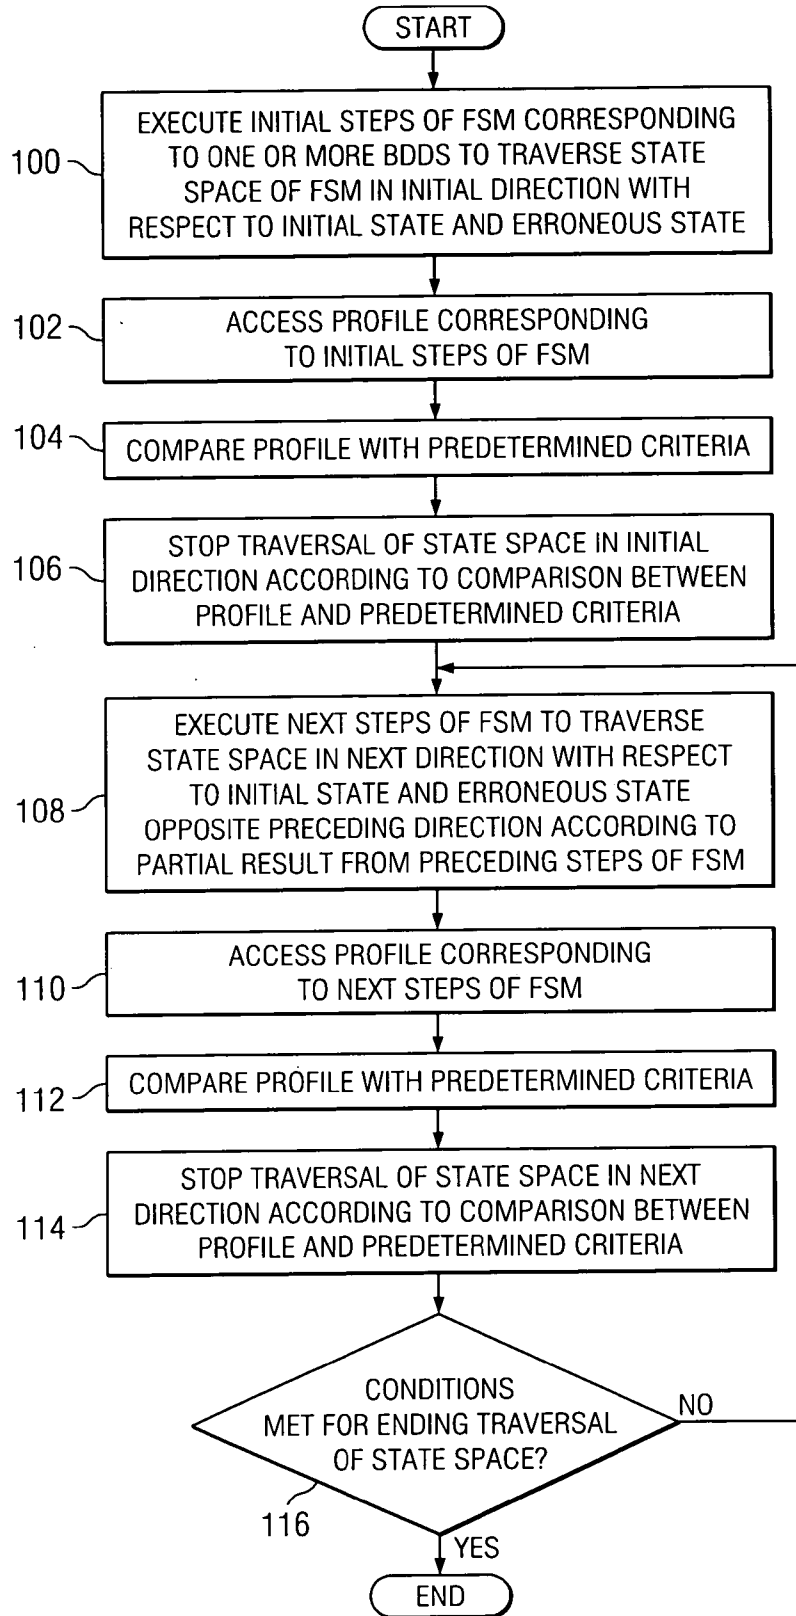 START
EXECUTE INITIAL STEPS OF FSM CORRESPONDING
TO ONE OR MORE BDDS TO TRAVERSE STATE
SPACE OF FSM IN INITIAL DIRECTION WITH
RESPECT TO INITIAL STATE AND ERRONEOUS STATE
100
ACCESS PROFILE CORRESPONDING
TO INITIAL STEPS OF FSM
102
COMPARE PROFILE WITH PREDETERMINED CRITERIA
104
STOP TRAVERSAL OF STATE SPACE IN INITIAL
DIRECTION ACCORDING TO COMPARISON BETWEEN
PROFILE AND PREDETERMINED CRITERIA
106
EXECUTE NEXT STEPS OF FSM TO TRAVERSE
STATE SPACE IN NEXT DIRECTION WITH RESPECT
TO INITIAL STATE AND ERRONEOUS STATE
OPPOSITE PRECEDING DIRECTION ACCORDING TO
PARTIAL RESULT FROM PRECEDING STEPS OF FSM
108
ACCESS PROFILE CORRESPONDING
TO NEXT STEPS OF FSM
110
COMPARE PROFILE WITH PREDETERMINED CRITERIA
112
STOP TRAVERSAL OF STATE SPACE IN NEXT
DIRECTION ACCORDING TO COMPARISON BETWEEN
PROFILE AND PREDETERMINED CRITERIA
114
CONDITIONS
MET FOR ENDING TRAVERSAL
OF STATE SPACE?
NO
116
YES
END